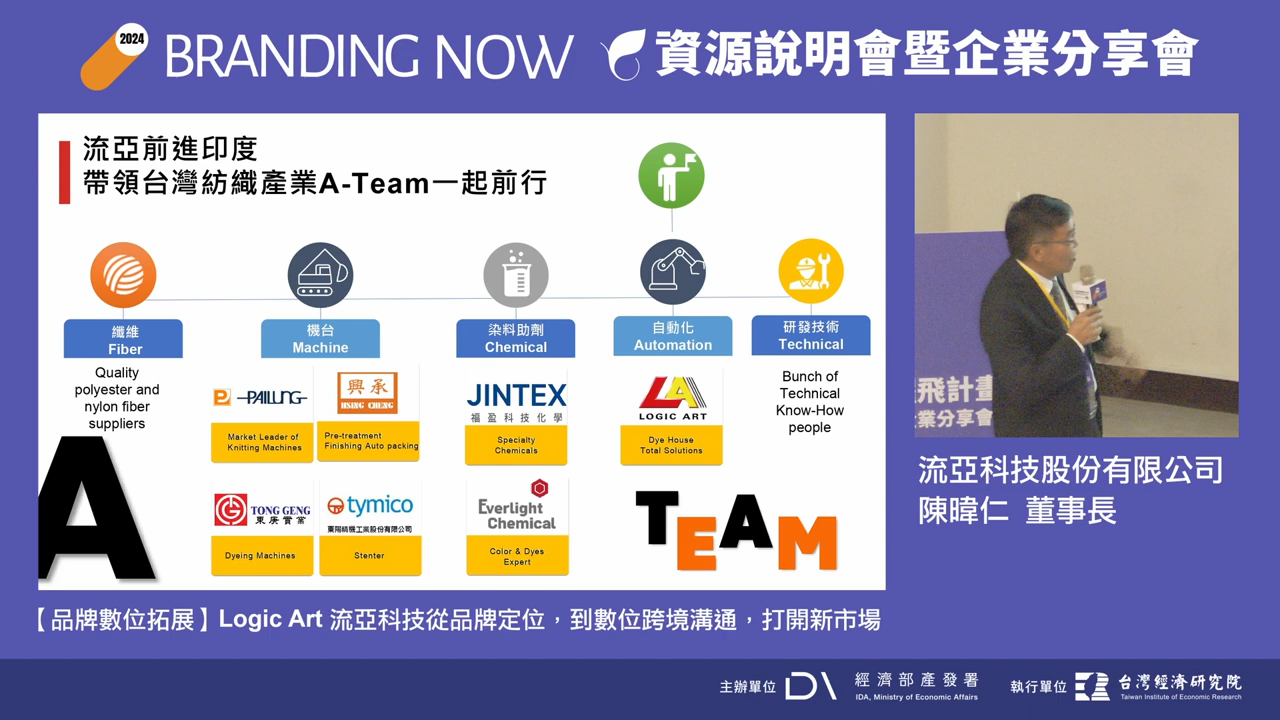 2024
BRANDING NOW
資源說明會暨企業分享會
流亞前進印度
帶領台灣紡織產業A-Team一起前行
纖維
Fiber
機台
Machine
染料助劑
Chemical
自動化
Automation
研發技術
Technical
Quality
polyester and
nylon fiber
suppliers
PAILUNG
Market Leader of
Knitting Machines
興承
HSING CHENG
Pre-treatment
Finishing Auto packing
JINTEX
福盈科技化學
Specialty
Chemicals
LA
LOGIC ART
Dye House
Total Solutions
Bunch of
Technical
Know-How
people
TONG GENG
東庚實業
Dyeing Machines
tymico
東陽精機工業股份有限公司
Stenter
Everlight
Chemical
Color & Dyes
Expert
A
TEAM
飛計畫
業分享會
流亞科技股份有限公司
陳暐仁 董事長
【品牌數位拓展】Logic Art 流亞科技從品牌定位，到數位跨境溝通，打開新市場
主辦單位
經濟部產發署
IDA, Ministry of Economic Affairs
執行單位
台灣經濟研究院
Taiwan Institute of Economic Research